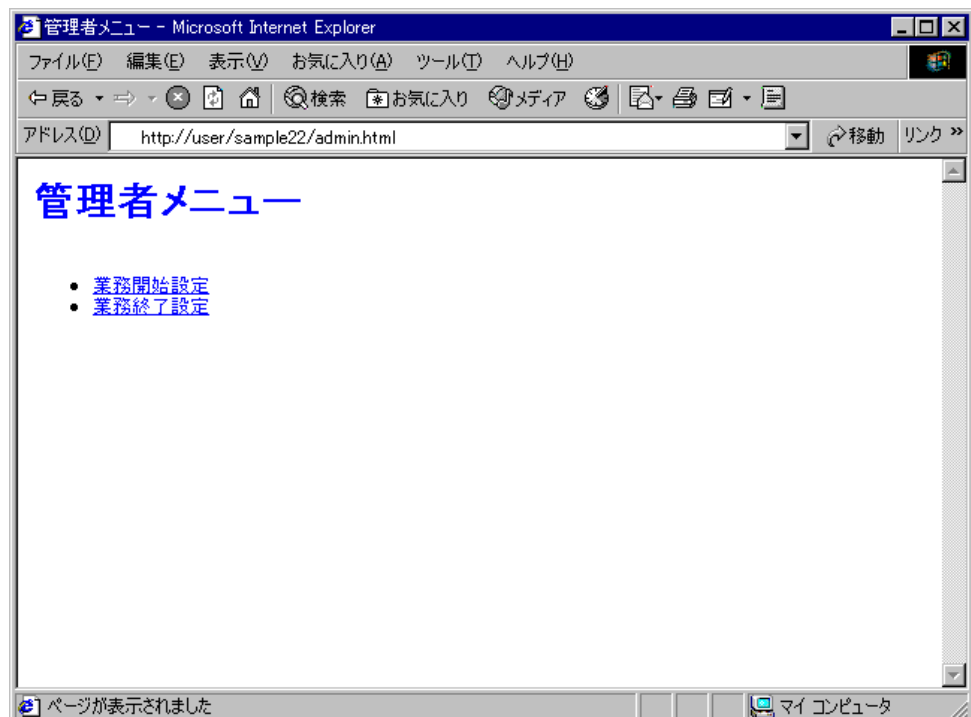 管理者メニュー - Microsoft Internet Explorer
ファイル(F) 編集(E) 表示(V) お気に入り(A) ツール(T) ヘルプ(H)
戻る 検索 お気に入り メディア
アドレス(D) http://user/sample22/admin.html 移動 リンク »
管理者メニュー
• 業務開始設定
• 業務終了設定
ページが表示されました マイ コンピュータ